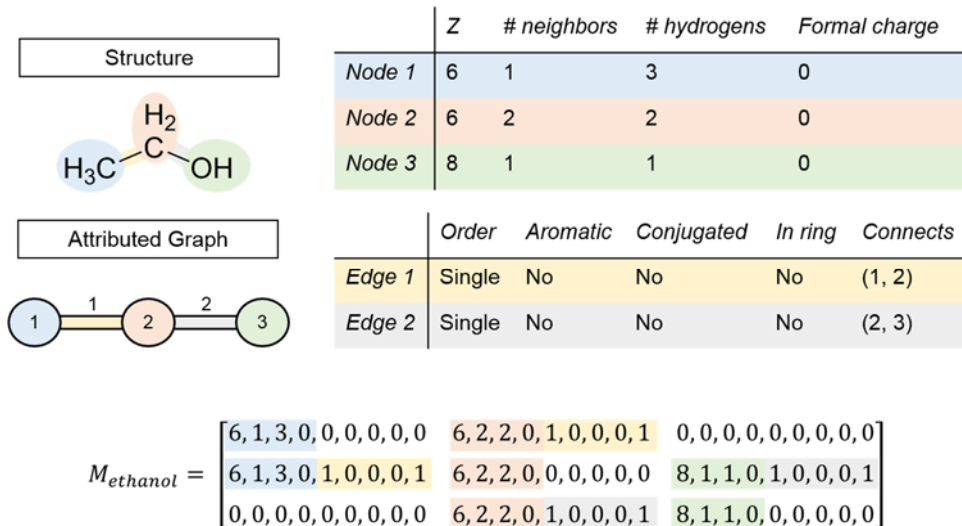 Structure
H2
C
H3C
OH
Z # neighbors # hydrogens Formal charge
Node 1 6 1 3 0
Node 2 6 2 2 0
Node 3 8 1 1 0
Attributed Graph
1 2
1 2 3
Order Aromatic Conjugated In ring Connects
Edge 1 Single No No No (1, 2)
Edge 2 Single No No No (2, 3)
6, 1, 3, 0, 0, 0, 0, 0, 0 6, 2, 2, 0, 1, 0, 0, 0, 1 0, 0, 0, 0, 0, 0, 0, 0, 0
Methanol = 6, 1, 3, 0, 1, 0, 0, 0, 1 6, 2, 2, 0, 0, 0, 0, 0, 0 8, 1, 1, 0, 1, 0, 0, 0, 1
0, 0, 0, 0, 0, 0, 0, 0, 0 6, 2, 2, 0, 1, 0, 0, 0, 1 8, 1, 1, 0, 0, 0, 0, 0, 0